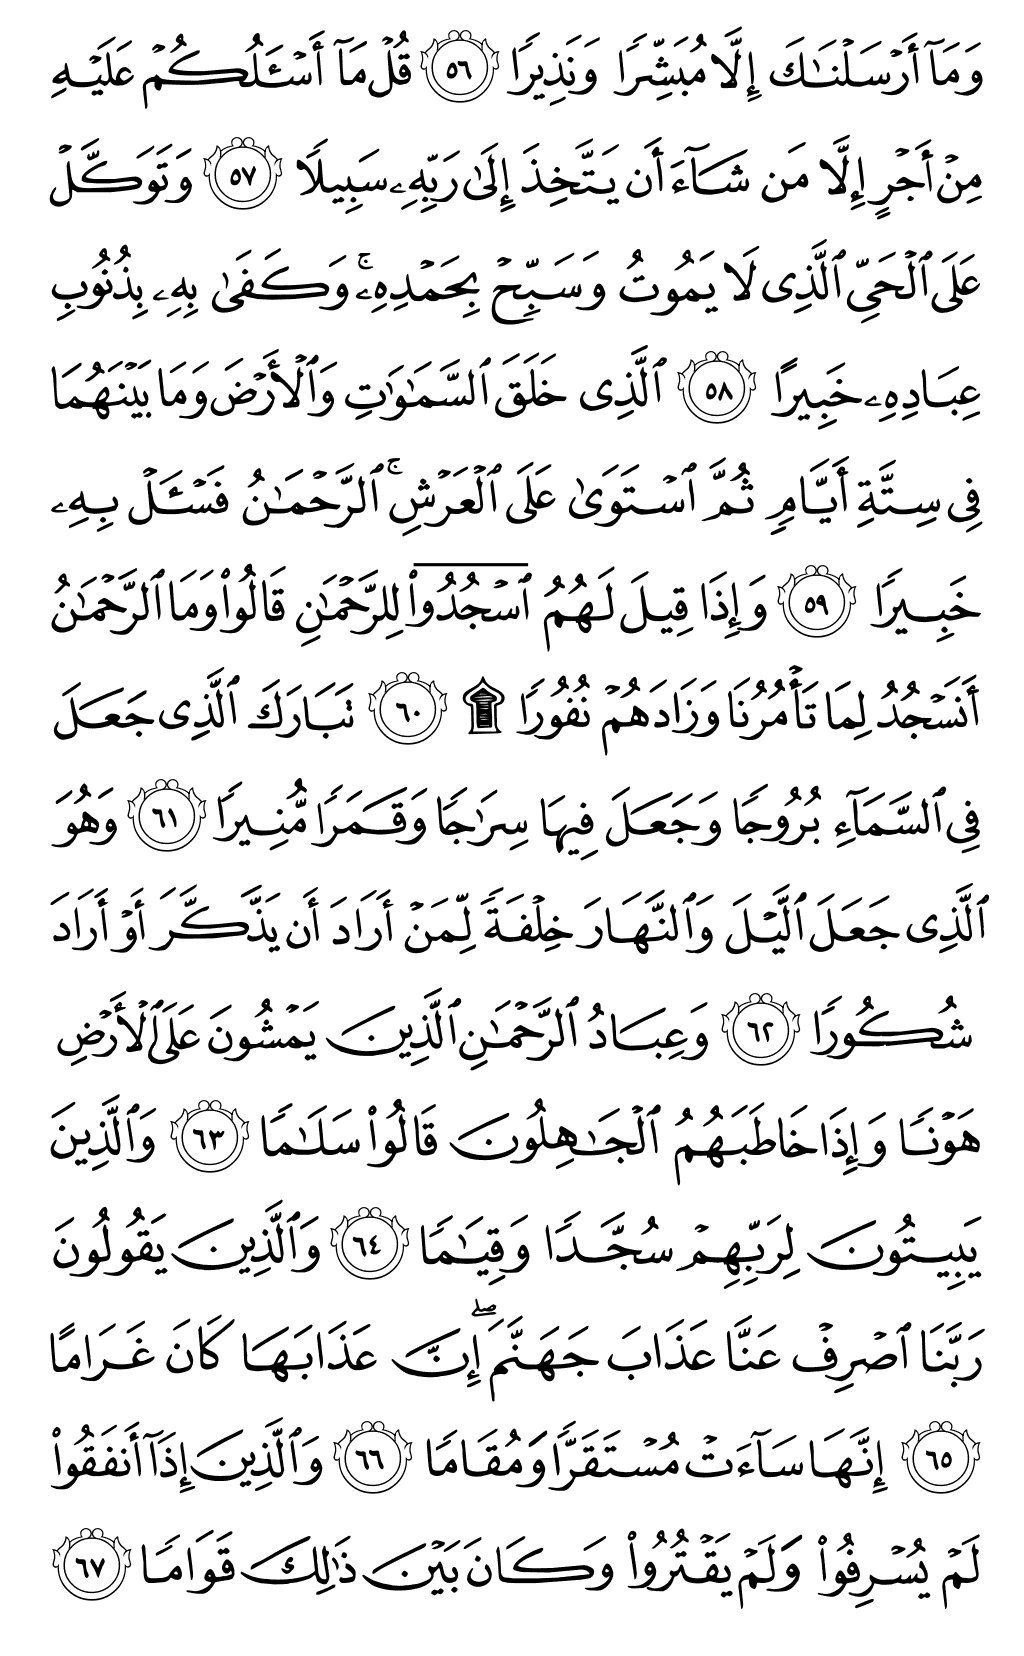 وَمَآ أَرْسَلْنَٰكَ إِلَّا مُبَشِّرًا وَنَذِيرًا ۝٥٦ قُلْ مَآ أَسْـَٔلُكُمْ عَلَيْهِ
مِنْ أَجْرٍ إِلَّا مَن شَآءَ أَن يَتَّخِذَ إِلَىٰ رَبِّهِۦ سَبِيلًا ۝٥٧ وَتَوَكَّلْ
عَلَى ٱلْحَىِّ ٱلَّذِى لَا يَمُوتُ وَسَبِّحْ بِحَمْدِهِۦ ۚ وَكَفَىٰ بِهِۦ بِذُنُوبِ
عِبَادِهِۦ خَبِيرًا ۝٥٨ ٱلَّذِى خَلَقَ ٱلسَّمَٰوَٰتِ وَٱلْأَرْضَ وَمَا بَيْنَهُمَا
فِى سِتَّةِ أَيَّامٍ ثُمَّ ٱسْتَوَىٰ عَلَى ٱلْعَرْشِ ۚ ٱلرَّحْمَٰنُ فَسْـَٔلْ بِهِۦ
خَبِيرًا ۝٥٩ وَإِذَا قِيلَ لَهُمُ ٱسْجُدُوا۟ لِلرَّحْمَٰنِ قَالُوا۟ وَمَا ٱلرَّحْمَٰنُ
أَنَسْجُدُ لِمَا تَأْمُرُنَا وَزَادَهُمْ نُفُورًا ۩ ۝٦٠ تَبَارَكَ ٱلَّذِى جَعَلَ
فِى ٱلسَّمَآءِ بُرُوجًا وَجَعَلَ فِيهَا سِرَٰجًا وَقَمَرًا مُّنِيرًا ۝٦١ وَهُوَ
ٱلَّذِى جَعَلَ ٱلَّيْلَ وَٱلنَّهَارَ خِلْفَةً لِّمَنْ أَرَادَ أَن يَذَّكَّرَ أَوْ أَرَادَ
شُكُورًا ۝٦٢ وَعِبَادُ ٱلرَّحْمَٰنِ ٱلَّذِينَ يَمْشُونَ عَلَى ٱلْأَرْضِ
هَوْنًا وَإِذَا خَاطَبَهُمُ ٱلْجَٰهِلُونَ قَالُوا۟ سَلَٰمًا ۝٦٣ وَٱلَّذِينَ
يَبِيتُونَ لِرَبِّهِمْ سُجَّدًا وَقِيَٰمًا ۝٦٤ وَٱلَّذِينَ يَقُولُونَ
رَبَّنَا ٱصْرِفْ عَنَّا عَذَابَ جَهَنَّمَ ۖ إِنَّ عَذَابَهَا كَانَ غَرَامًا
۝٦٥ إِنَّهَا سَآءَتْ مُسْتَقَرًّا وَمُقَامًا ۝٦٦ وَٱلَّذِينَ إِذَآ أَنفَقُوا۟
لَمْ يُسْرِفُوا۟ وَلَمْ يَقْتُرُوا۟ وَكَانَ بَيْنَ ذَٰلِكَ قَوَامًا ۝٦٧